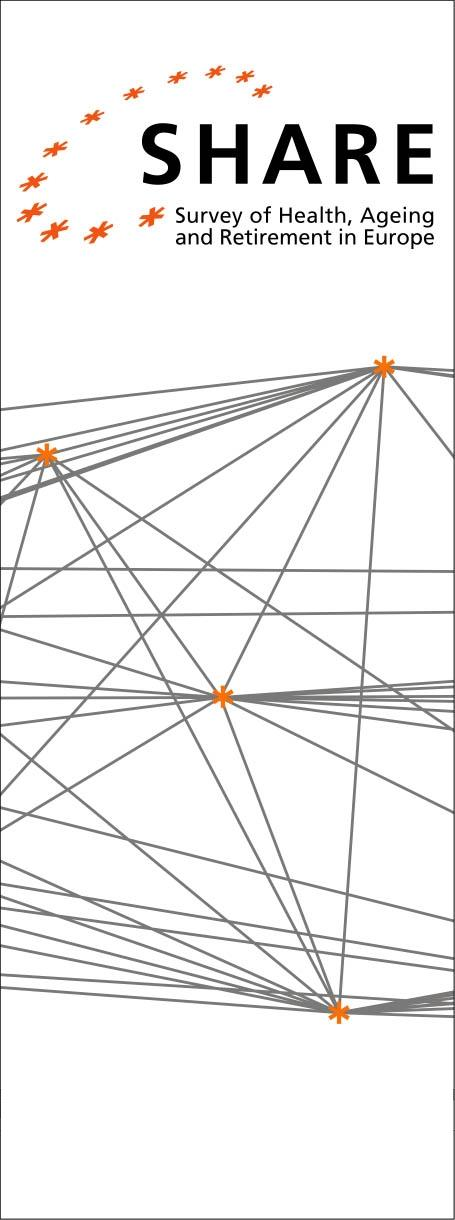 SHARE
Survey of Health, Ageing
and Retirement in Europe